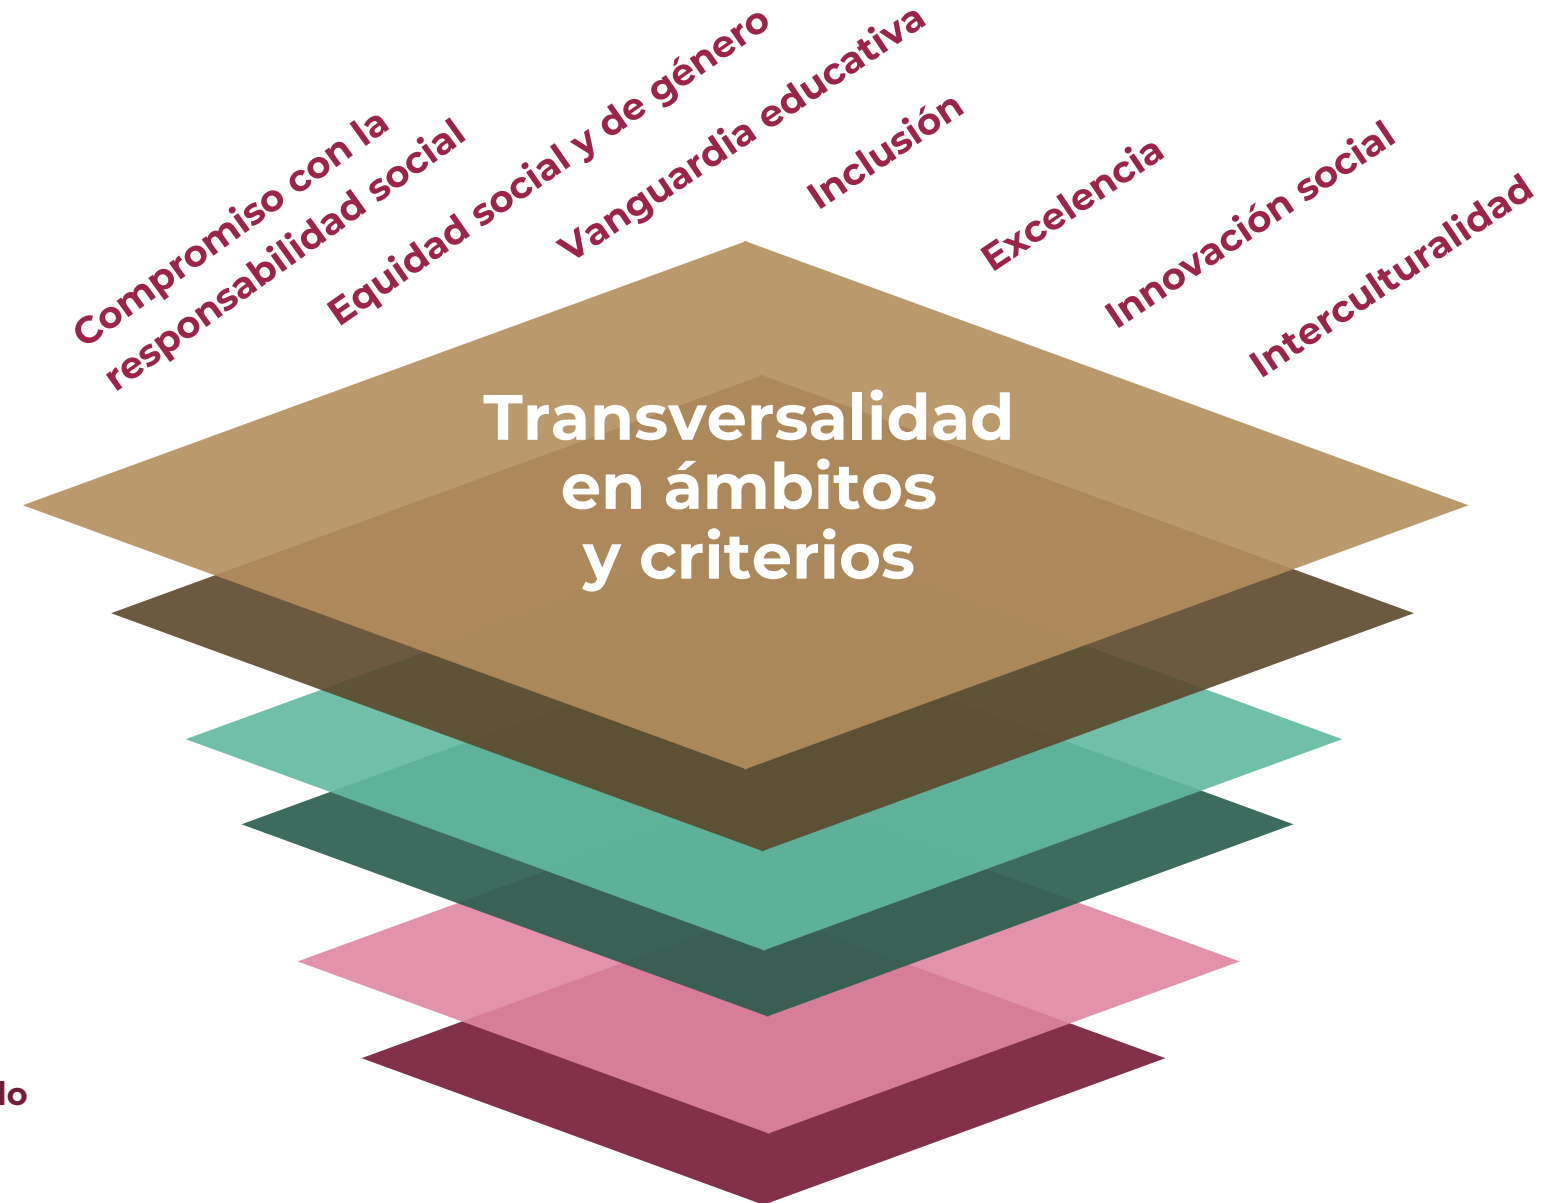 Compromiso con la
responsabilidad social
Equidad social y de género
Vanguardia educativa
Inclusión
Excelencia
Innovación social
Interculturalidad
Transversalidad
en ámbitos
y criterios